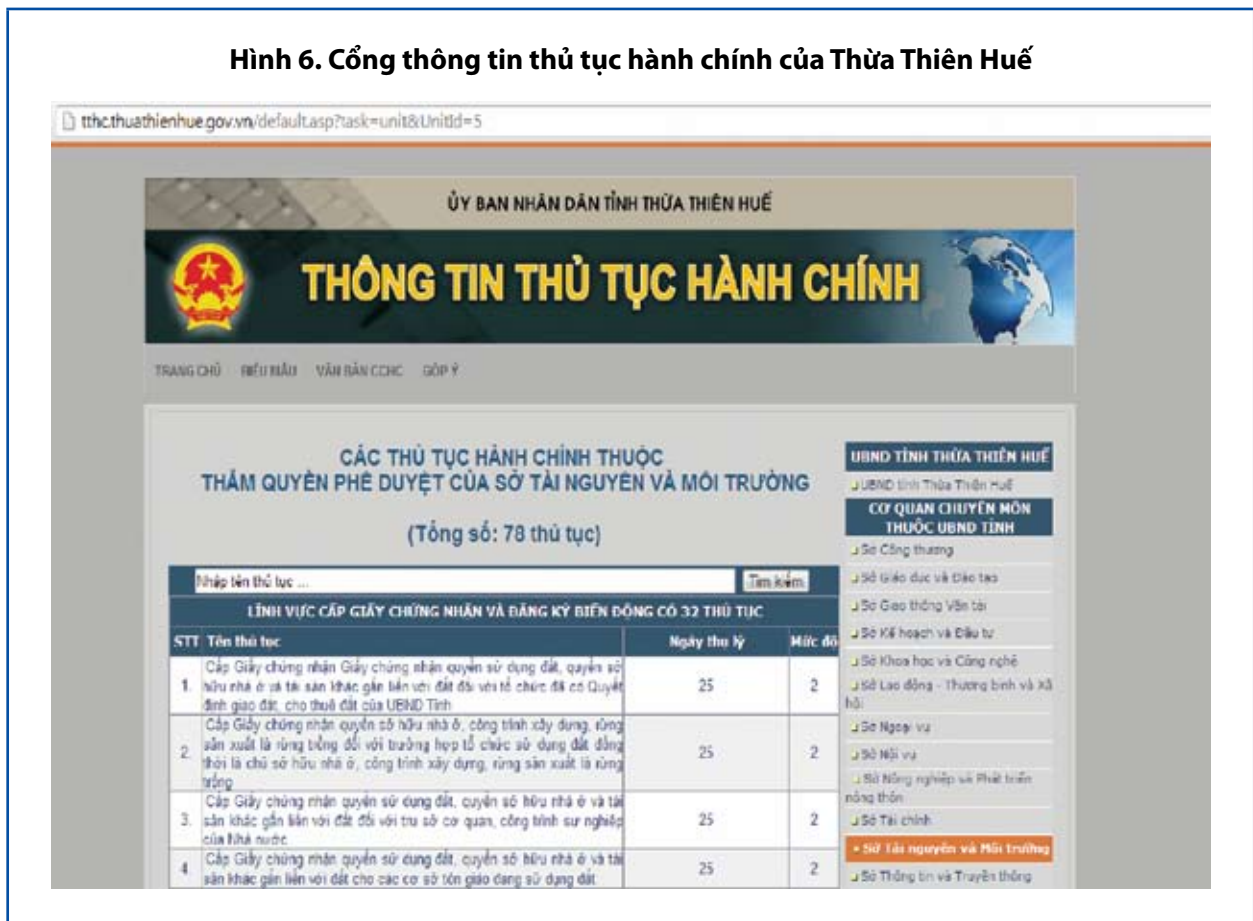 Hình 6. Cổng thông tin thủ tục hành chính của Thừa Thiên Huế
tthc.thuathienhue.gov.vn/default.asp?task=unit&UnitId=5
ỦY BAN NHÂN DÂN TỈNH THỪA THIÊN HUẾ
THÔNG TIN THỦ TỤC HÀNH CHÍNH
TRANG CHỦ BIỂU MẪU VĂN BẢN CCHC GÓP Ý
CÁC THỦ TỤC HÀNH CHÍNH THUỘC
THẨM QUYỀN PHÊ DUYỆT CỦA SỞ TÀI NGUYÊN VÀ MÔI TRƯỜNG
(Tổng số: 78 thủ tục)
Nhập tên thủ tục ... Tìm kiếm
LĨNH VỰC CẤP GIẤY CHỨNG NHẬN VÀ ĐĂNG KÝ BIẾN ĐỘNG CÓ 32 THỦ TỤC
STT Tên thủ tục Ngày thụ lý Mức độ
1. Cấp Giấy chứng nhận Giấy chứng nhận quyền sử dụng đất, quyền sở
hữu nhà ở và tài sản khác gắn liền với đất đối với tổ chức đã có Quyết
định giao đất, cho thuê đất của UBND Tỉnh
25 2
2. Cấp Giấy chứng nhận quyền sở hữu nhà ở, công trình xây dựng, rừng
sản xuất là rừng trồng đối với trường hợp tổ chức sử dụng đất đồng
thời là chủ sở hữu nhà ở, công trình xây dựng, rừng sản xuất là rừng
trồng
25 2
3. Cấp Giấy chứng nhận quyền sử dụng đất, quyền sở hữu nhà ở và tài
sản khác gắn liền với đất đối với trụ sở cơ quan, công trình sự nghiệp
của Nhà nước
25 2
4. Cấp Giấy chứng nhận quyền sử dụng đất, quyền sở hữu nhà ở và tài
sản khác gắn liền với đất cho các cơ sở tôn giáo đang sử dụng đất
25 2
UBND TỈNH THỪA THIÊN HUẾ
UBND tỉnh Thừa Thiên Huế
CƠ QUAN CHUYÊN MÔN
THUỘC UBND TỈNH
Sở Công thương
Sở Giáo dục và Đào tạo
Sở Giao thông Vận tải
Sở Kế hoạch và Đầu tư
Sở Khoa học và Công nghệ
Sở Lao động - Thương binh và Xã
hội
Sở Ngoại vụ
Sở Nội vụ
Sở Nông nghiệp và Phát triển
nông thôn
Sở Tài chính
Sở Tài nguyên và Môi trường
Sở Thông tin và Truyền thông